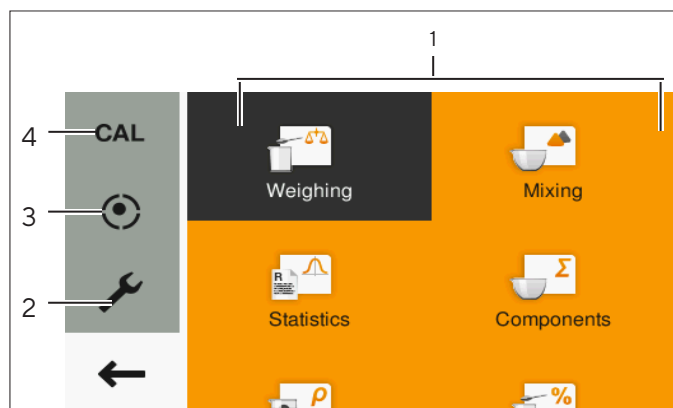 1
4 CAL
Weighing Mixing
3
R
2
Statistics Σ Components
ρ %